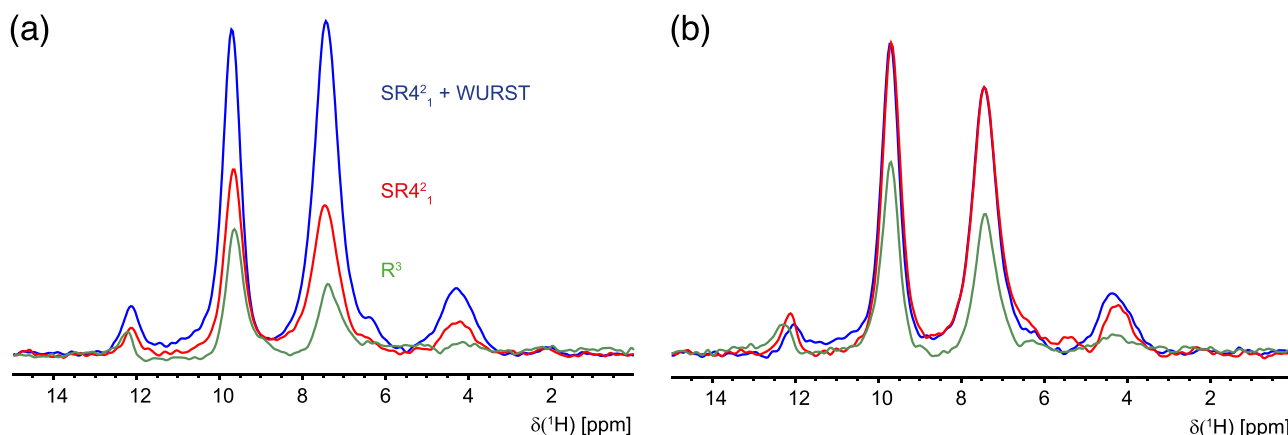 (a)
SR4²₁ + WURST
SR4²₁
R³
14 12 10 8 6 4 2
δ(¹H) [ppm]
(b)
14 12 10 8 6 4 2
δ(¹H) [ppm]